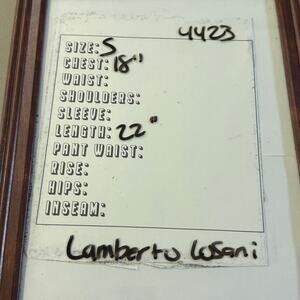 4423
SIZE: S
CHEST: 18"
WAIST:
SHOULDERS:
SLEEVE:
LENGTH: 22"
PANT WAIST:
RISE:
HIPS:
INSEAM:
Lamberto Losani